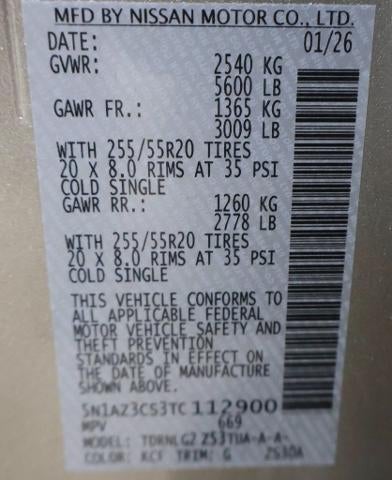 MFD BY NISSAN MOTOR CO., LTD.
DATE: 01/26
GVWR: 2540 KG
5600 LB
GAWR FR.: 1365 KG
3009 LB
WITH 255/55R20 TIRES
20 X 8.0 RIMS AT 35 PSI
COLD SINGLE
GAWR RR.: 1260 KG
2778 LB
WITH 255/55R20 TIRES
20 X 8.0 RIMS AT 35 PSI
COLD SINGLE
THIS VEHICLE CONFORMS TO
ALL APPLICABLE FEDERAL
MOTOR VEHICLE SAFETY AND
THEFT PREVENTION
STANDARDS IN EFFECT ON
THE DATE OF MANUFACTURE
ABOVE.
5N1AZ3CS3TC112900
MPV 669
MODEL: TDRNLG2 Z53TUA-A-A-
COLOR: KCF TRIM: G